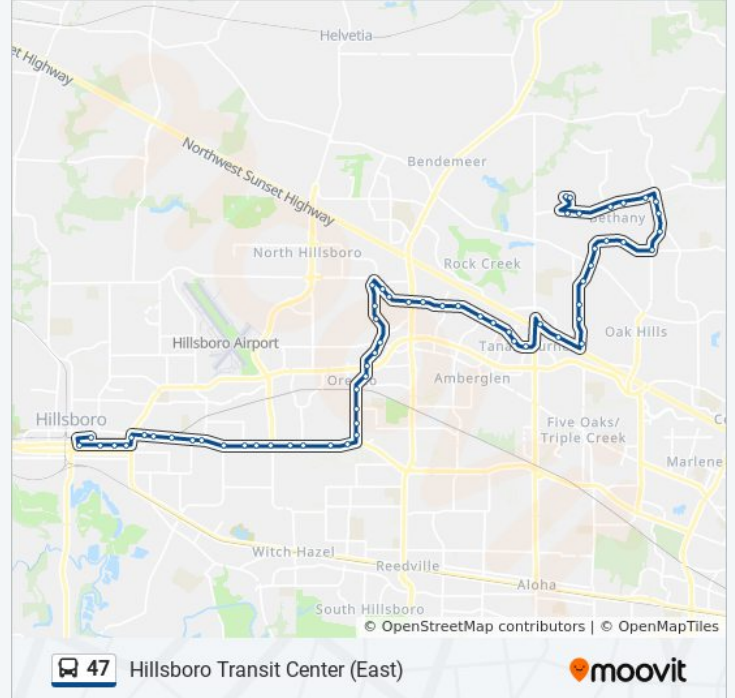 Helvetia
et Highway
Northwest Sunset Highway
Bendemeer
Bethany
North Hillsboro
Rock Creek
Hillsboro Airport
Oak Hills
Amberglen
Hillsboro
Five Oaks/
Triple Creek
Marlene
Witch-Hazel
Reedville
Aloha
South Hillsboro
© OpenStreetMap contributors | © OpenMapTiles
47 Hillsboro Transit Center (East)
moovit